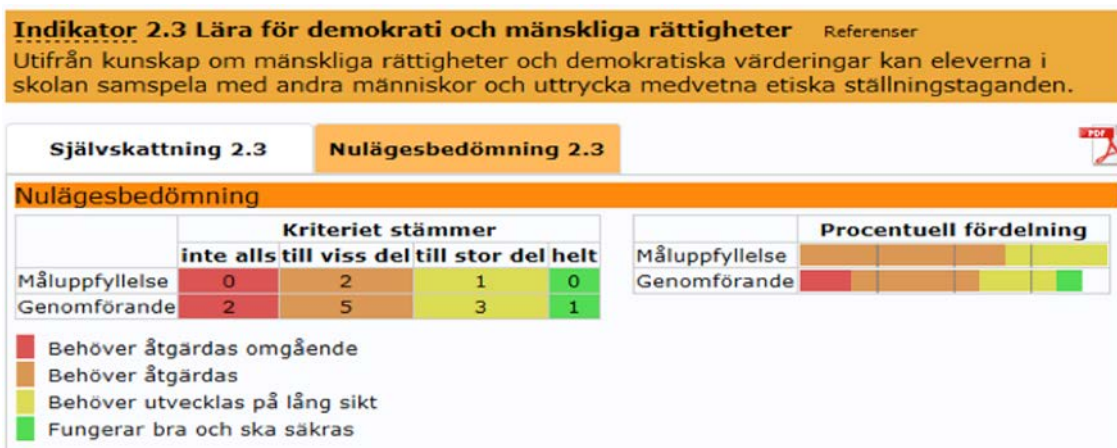 Indikator 2.3 Lära för demokrati och mänskliga rättigheter Referenser
Utifrån kunskap om mänskliga rättigheter och demokratiska värderingar kan eleverna i
skolan samspela med andra människor och uttrycka medvetna etiska ställningstaganden.
Självskattning 2.3 Nulägesbedömning 2.3
PDF
Nulägesbedömning
Kriteriet stämmer
inte alls till viss del till stor del helt
Måluppfyllelse 0 2 1 0
Genomförande 2 5 3 1
Procentuell fördelning
Måluppfyllelse
Genomförande
Behöver åtgärdas omgående
Behöver åtgärdas
Behöver utvecklas på lång sikt
Fungerar bra och ska säkras